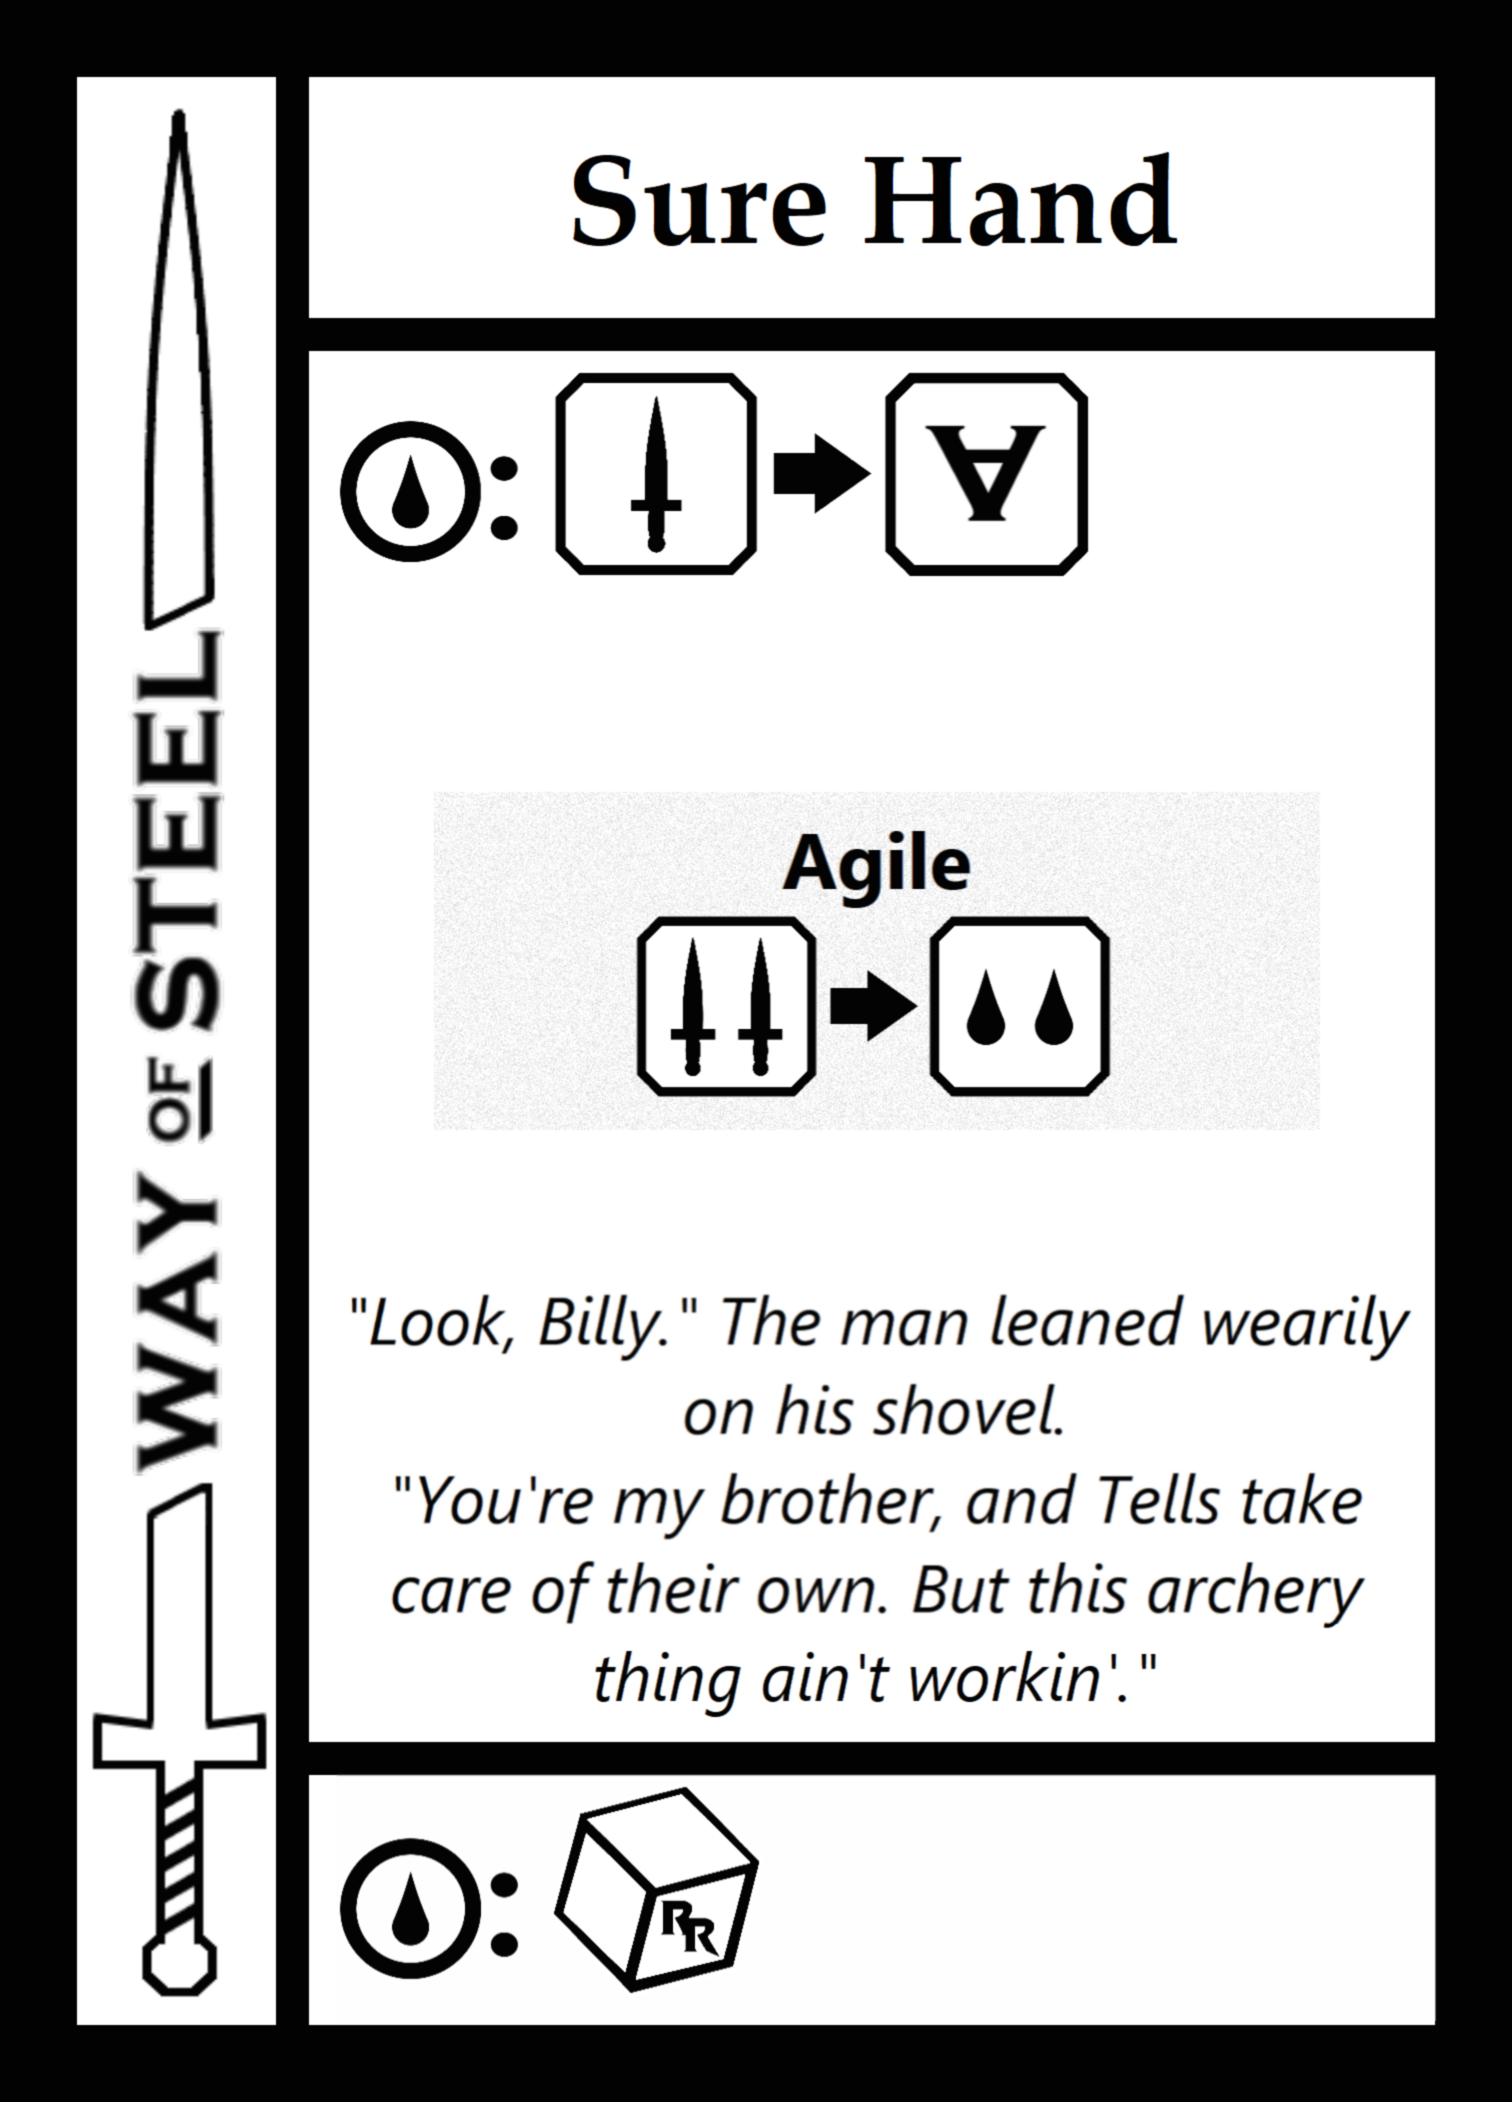 Sure Hand
:
∀
Agile
"Look, Billy." The man leaned wearily
on his shovel.
"You're my brother, and Tells take
care of their own. But this archery
thing ain't workin'."
:
RR
WAY OF STEEL